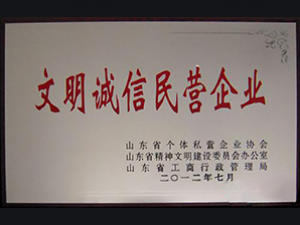 文明诚信民营企业
山东省个体私营企业协会
山东省精神文明建设委员会办公室
山东省工商行政管理局
二〇一二年七月